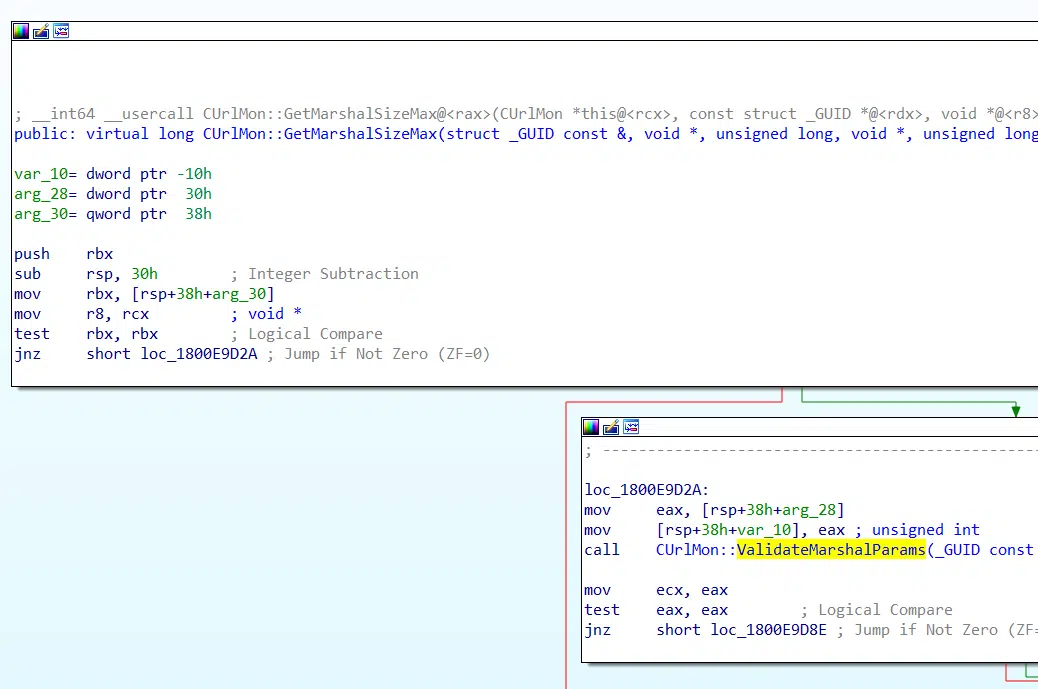 ; __int64 __usercall CUrlMon::GetMarshalSizeMax@<rax>(CUrlMon *this@<rcx>, const struct _GUID *@<rdx>, void *@<r8>
public: virtual long CUrlMon::GetMarshalSizeMax(struct _GUID const &, void *, unsigned long, void *, unsigned long
var_10= dword ptr -10h
arg_28= dword ptr  30h
arg_30= qword ptr  38h
push    rbx
sub     rsp, 30h        ; Integer Subtraction
mov     rbx, [rsp+38h+arg_30]
mov     r8, rcx         ; void *
test    rbx, rbx        ; Logical Compare
jnz     short loc_1800E9D2A ; Jump if Not Zero (ZF=0)
; ------------------------------------------------
loc_1800E9D2A:
mov     eax, [rsp+38h+arg_28]
mov     [rsp+38h+var_10], eax ; unsigned int
call    CUrlMon::ValidateMarshalParams(_GUID const
mov     ecx, eax
test    eax, eax        ; Logical Compare
jnz     short loc_1800E9D8E ; Jump if Not Zero (ZF=